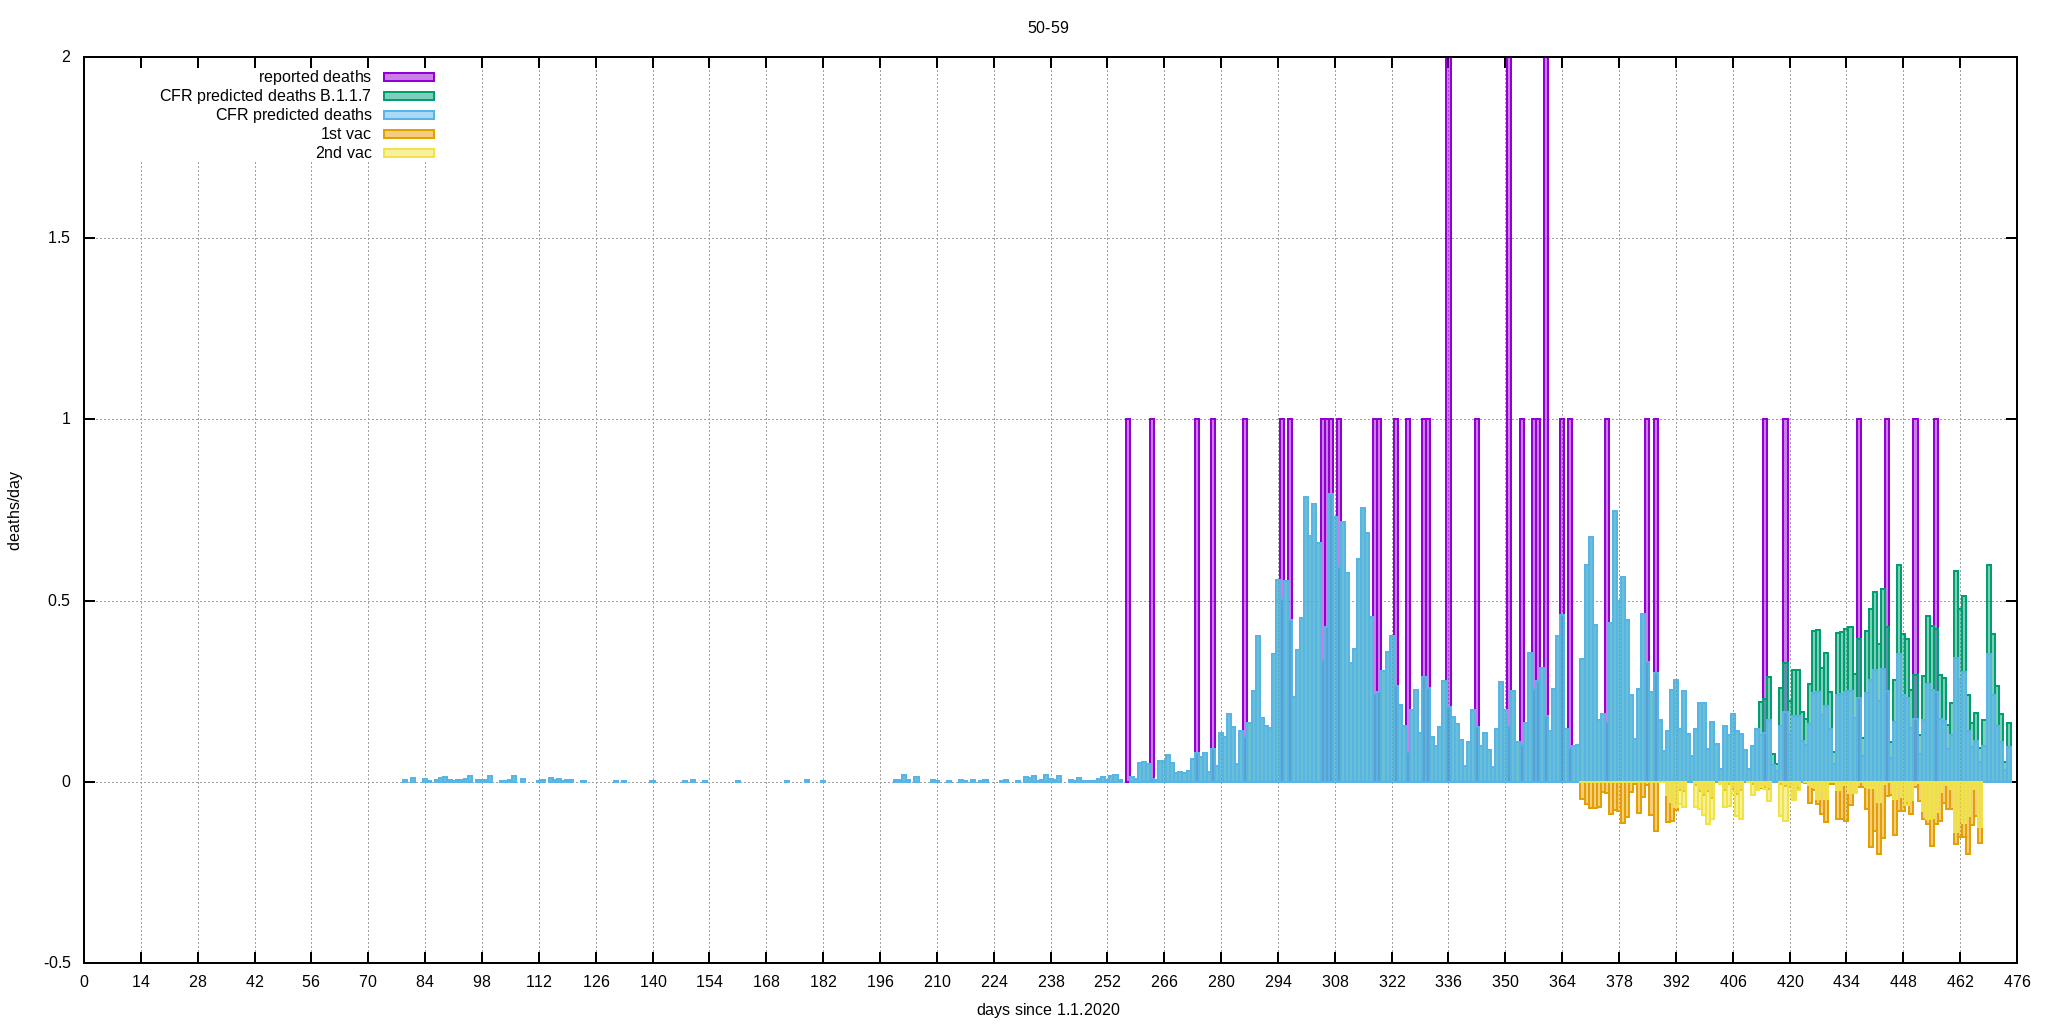 50-59
2
reported deaths
CFR predicted deaths B.1.1.7
CFR predicted deaths
1st vac
2nd vac
1.5
1
0.5
0
-0.5
deaths/day
0 14 28 42 56 70 84 98 112 126 140 154 168 182 196 210 224 238 252 266 280 294 308 322 336 350 364 378 392 406 420 434 448 462 476
days since 1.1.2020